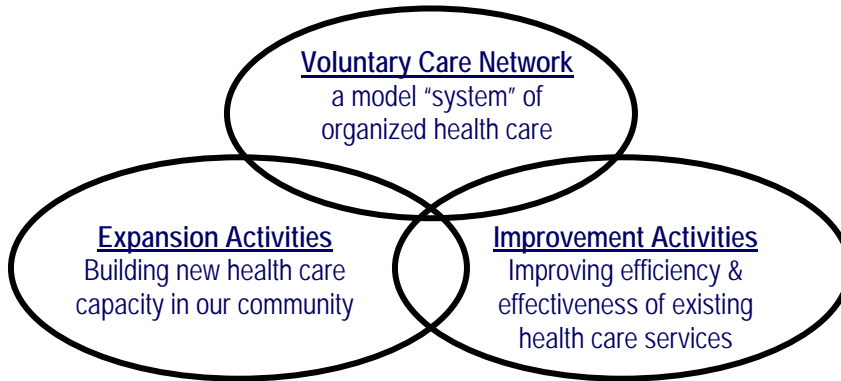 Voluntary Care Network
a model “system” of
organized health care
Expansion Activities
Building new health care
capacity in our community
Improvement Activities
Improving efficiency &
effectiveness of existing
health care services